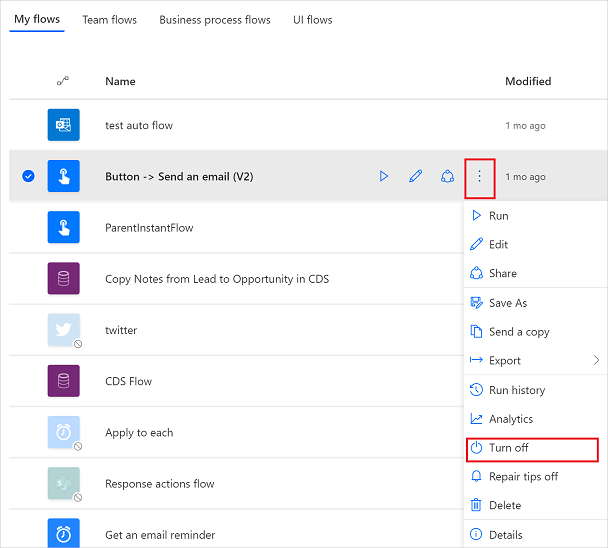 My flows Team flows Business process flows UI flows
Name Modified
test auto flow 1 mo ago
Button -> Send an email (V2) 1 mo ago
Run
ParentInstantFlow
Edit
Copy Notes from Lead to Opportunity in CDS
Share
Save As
twitter
Send a copy
Export
CDS Flow
Run history
Analytics
Apply to each
Turn off
Response actions flow
Repair tips off
Delete
Get an email reminder
Details